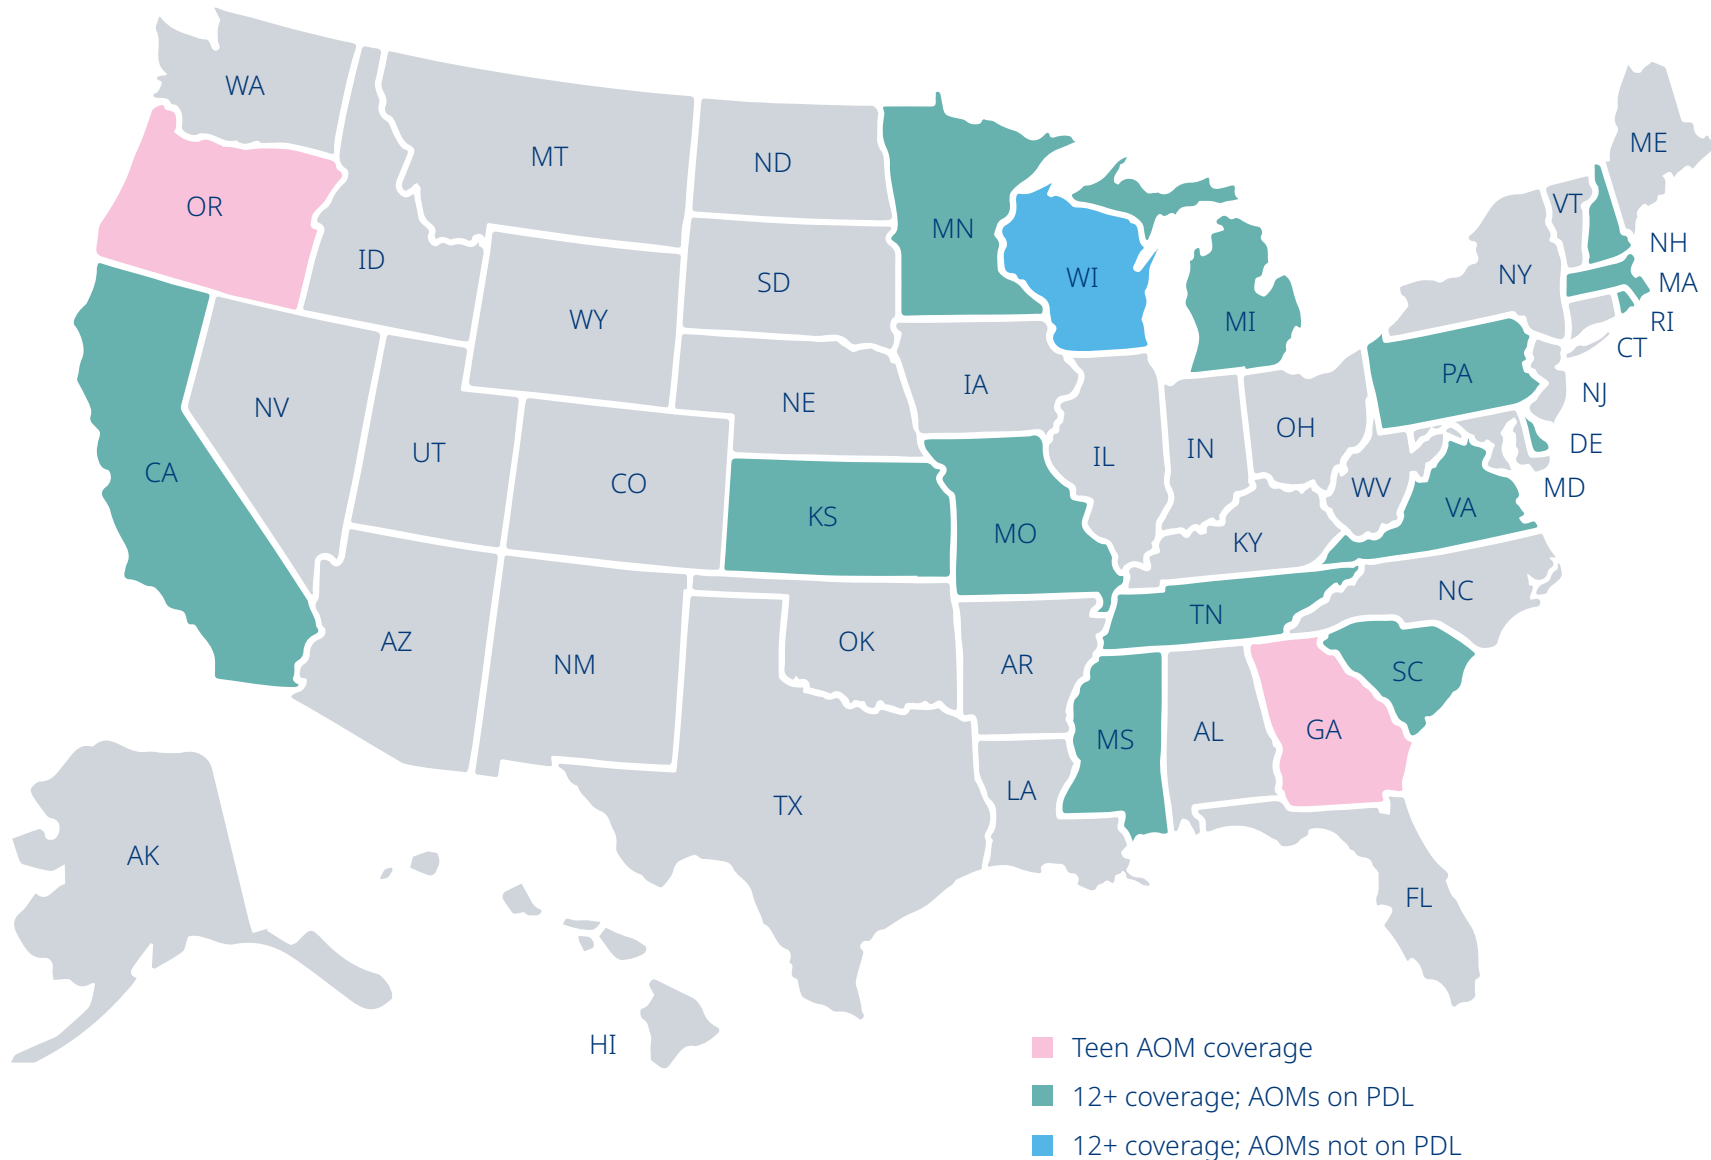 WA
MT
ND
MN
ME
VT
OR
ID
SD
WI
MI
NY
NH
MA
RI
CT
WY
IA
PA
NJ
NV
UT
NE
IL
IN
OH
DE
MD
CA
CO
KS
MO
WV
VA
KY
NC
TN
AZ
NM
OK
AR
SC
MS
AL
GA
LA
TX
AK
FL
HI
Teen AOM coverage
12+ coverage; AOMs on PDL
12+ coverage; AOMs not on PDL